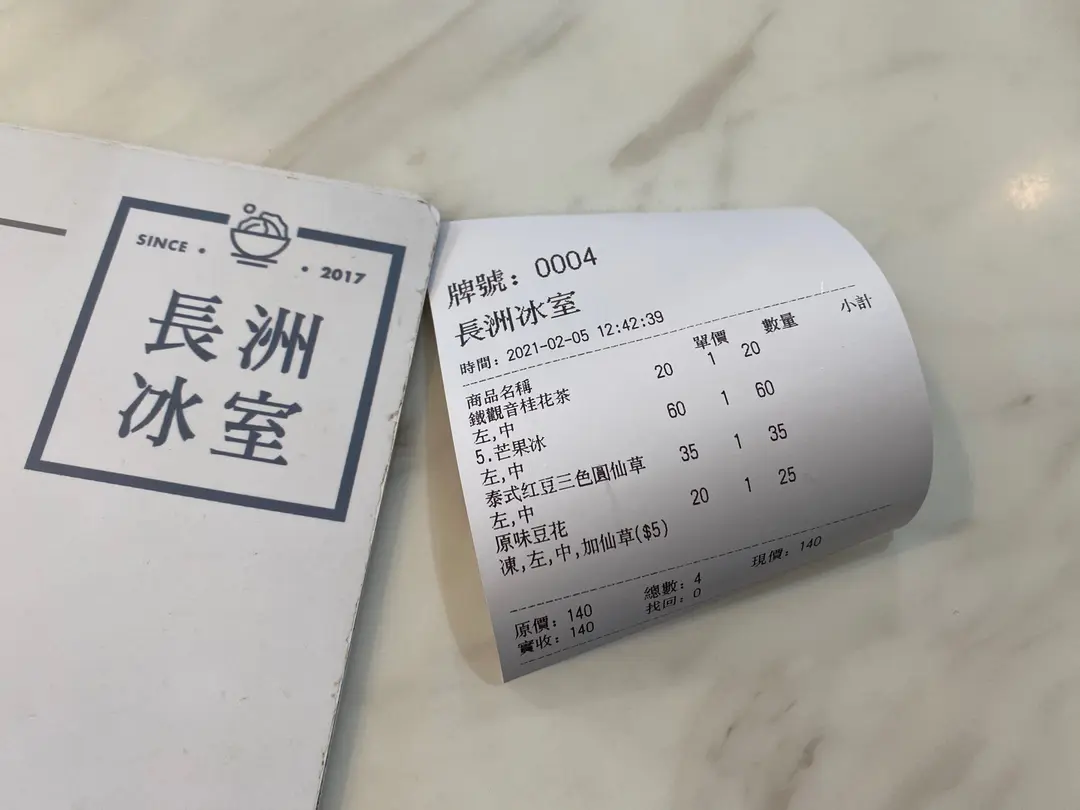 SINCE · · 2017
長洲
冰室
牌號: 0004
長洲冰室
時間: 2021-02-05 12:42:39
商品名稱 單價 數量 小計
鐵觀音桂花茶 20 1 20
左,中
5.芒果冰 60 1 60
左,中
泰式红豆三色圓仙草 35 1 35
左,中
原味豆花 20 1 25
凍,左,中,加仙草($5)
原價: 140 總數: 4 現價: 140
實收: 140 找回: 0